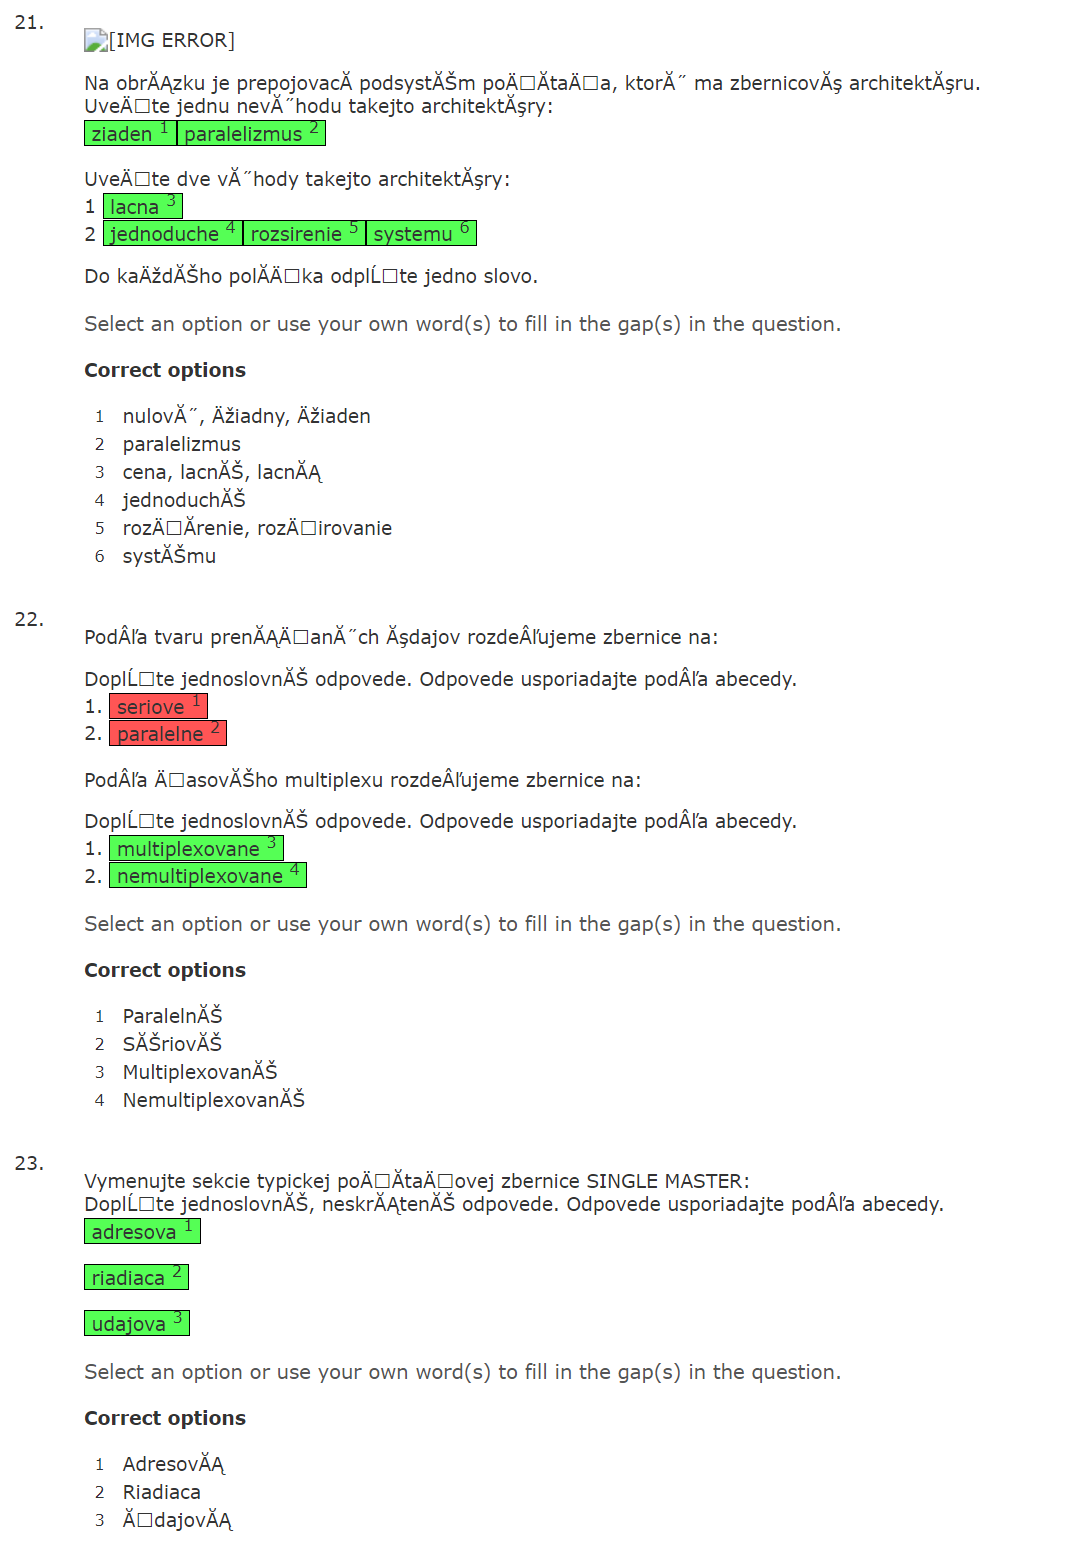 21.
[IMG ERROR]
Na obrĂĄzku je prepojovacĂ­ podsystĂŠm poÄ□Ă­taÄ□a, ktorĂ˝ ma zbernicovĂş architektĂşru.
UveÄ□te jednu nevĂ˝hodu takejto architektĂşry:
ziaden 1 paralelizmus 2
UveÄ□te dve vĂ˝hody takejto architektĂşry:
1 lacna 3
2 jednoduche 4 rozsirenie 5 systemu 6
Do kaÄždĂŠho polĂ­Ä□ka odplĹ□te jedno slovo.
Select an option or use your own word(s) to fill in the gap(s) in the question.
Correct options
1 nulovĂ˝, Äžiadny, Äžiaden
2 paralelizmus
3 cena, lacnĂŠ, lacnĂĄ
4 jednoduchĂŠ
5 rozÄ□Ă­renie, rozÄ□irovanie
6 systĂŠmu
22.
PodÂľa tvaru prenĂĄÄ□anĂ˝ch Ăşdajov rozdeÂľujeme zbernice na:
DoplĹ□te jednoslovnĂŠ odpovede. Odpovede usporiadajte podÂľa abecedy.
1. seriove 1
2. paralelne 2
PodÂľa Ä□asovĂŠho multiplexu rozdeÂľujeme zbernice na:
DoplĹ□te jednoslovnĂŠ odpovede. Odpovede usporiadajte podÂľa abecedy.
1. multiplexovane 3
2. nemultiplexovane 4
Select an option or use your own word(s) to fill in the gap(s) in the question.
Correct options
1 ParalelnĂŠ
2 SĂŠriovĂŠ
3 MultiplexovanĂŠ
4 NemultiplexovanĂŠ
23.
Vymenujte sekcie typickej poÄ□Ă­taÄ□ovej zbernice SINGLE MASTER:
DoplĹ□te jednoslovnĂŠ, neskrĂĄtenĂŠ odpovede. Odpovede usporiadajte podÂľa abecedy.
adresova 1
riadiaca 2
udajova 3
Select an option or use your own word(s) to fill in the gap(s) in the question.
Correct options
1 AdresovĂĄ
2 Riadiaca
3 Ă□dajovĂĄ